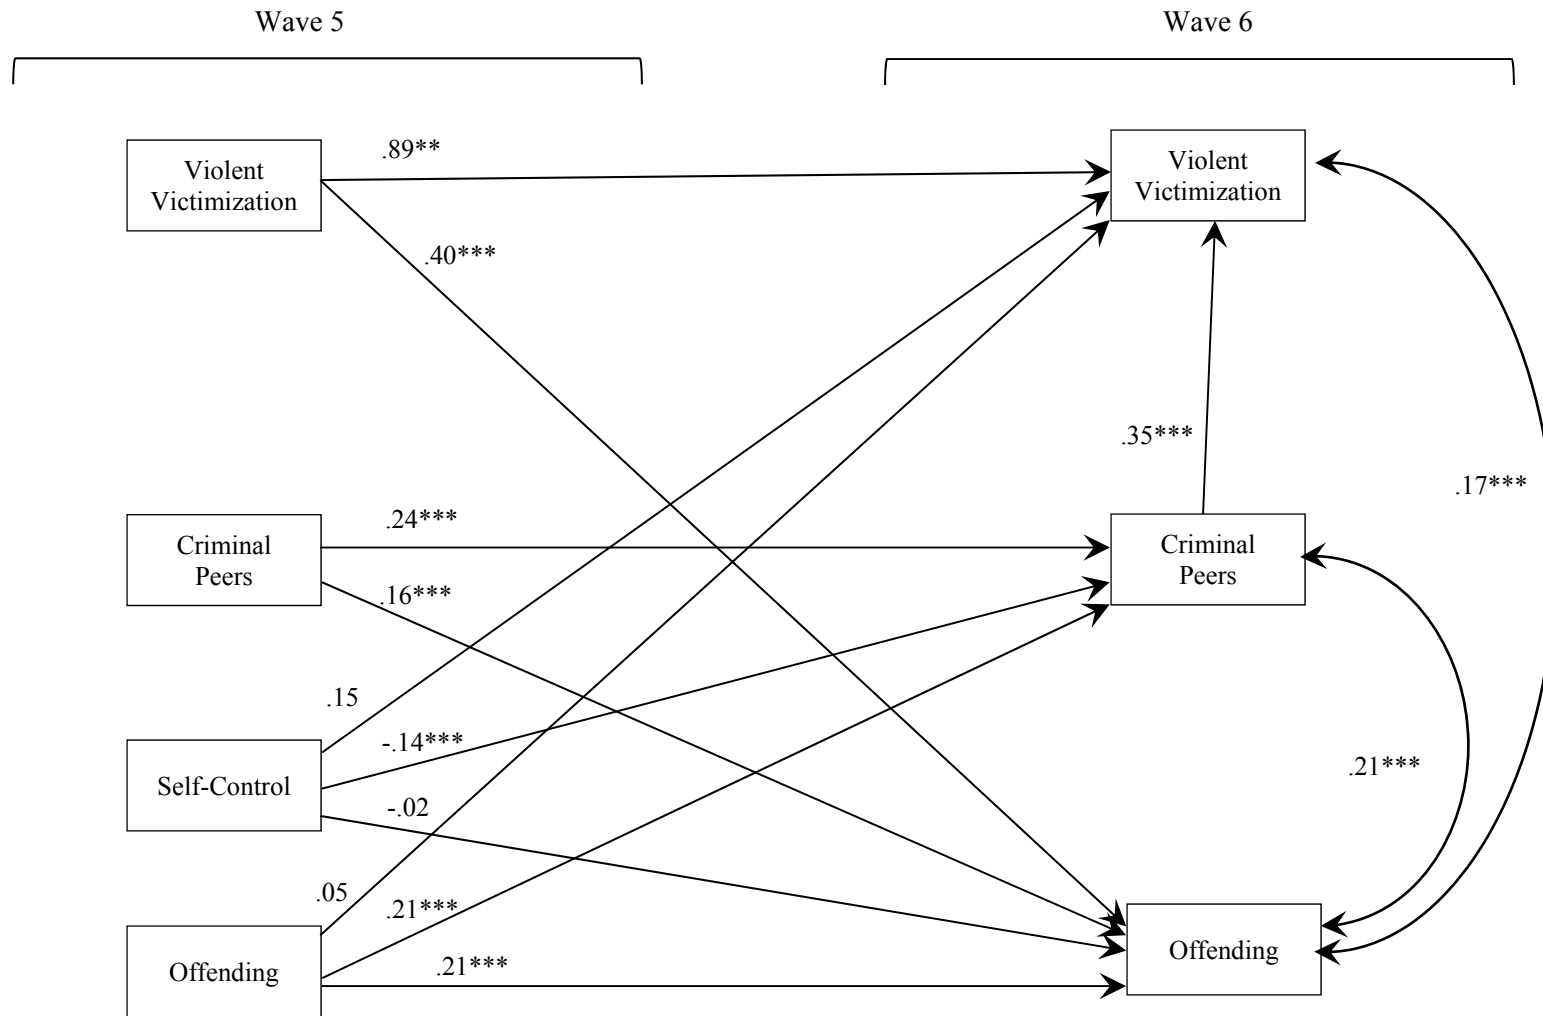 Wave 5
Wave 6
.89**
Violent
Victimization
Violent
Victimization
.40***
.35***
.17***
.24***
Criminal
Peers
Criminal
Peers
.16***
.15
-.14***
Self-Control
.21***
-.02
.05
.21***
Offending
.21***
Offending